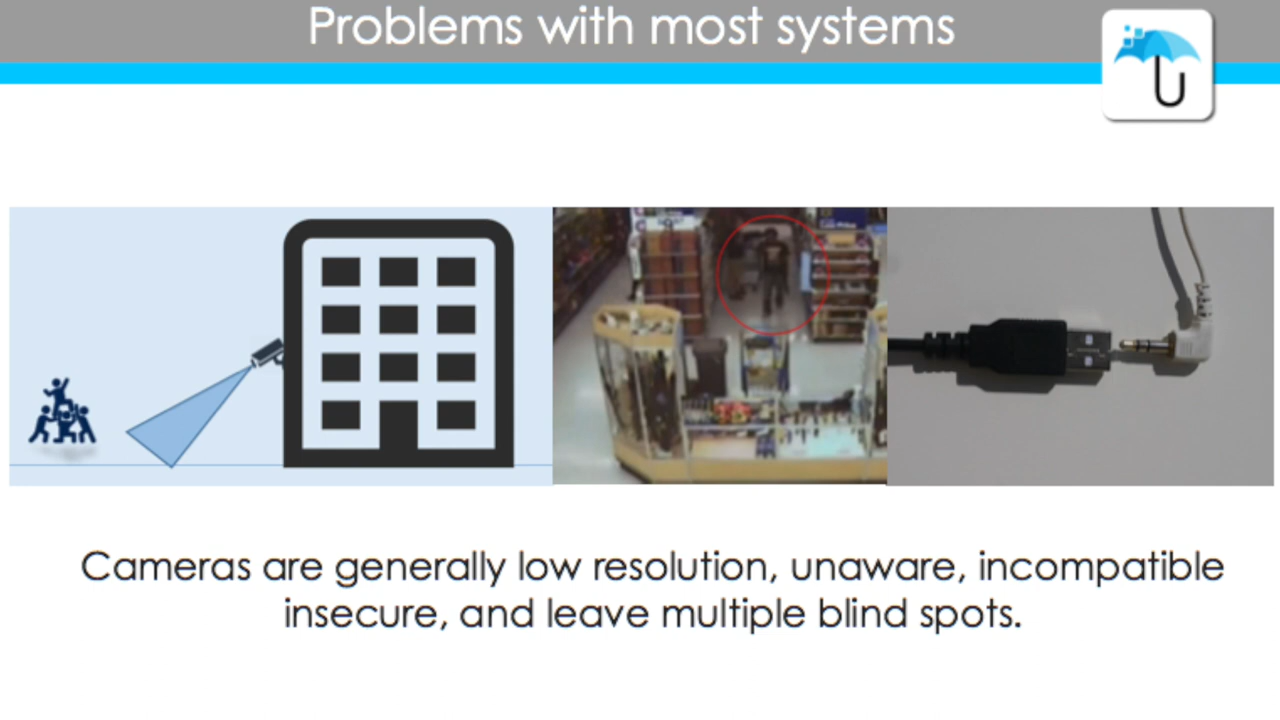 Problems with most systems
Cameras are generally low resolution, unaware, incompatible
insecure, and leave multiple blind spots.